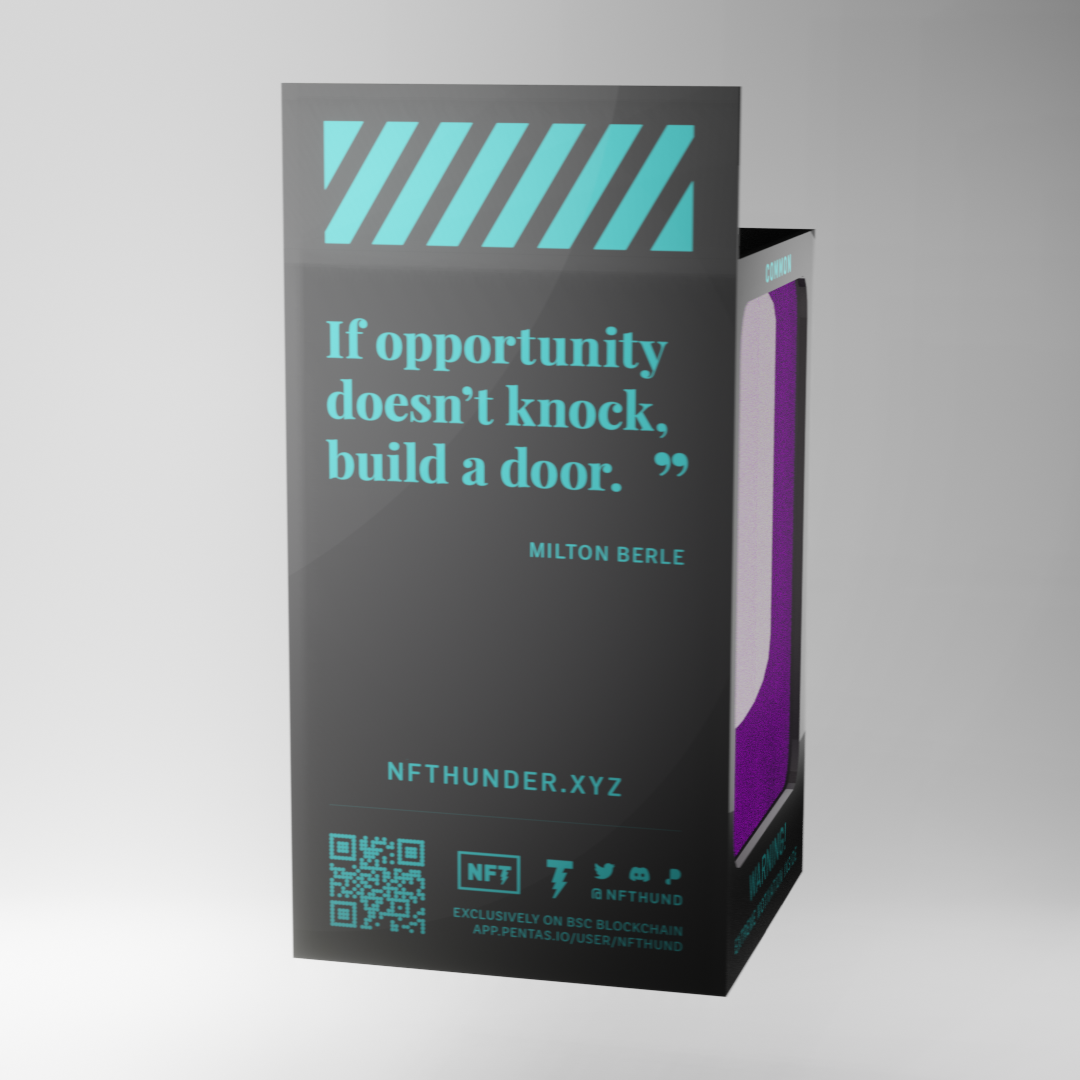 If opportunity
doesn’t knock,
build a door. ”
MILTON BERLE
NFTHUNDER.XYZ
NFT
@NFTHUND
EXCLUSIVELY ON BSC BLOCKCHAIN
APP.PENTAS.IO/USER/NFTHUND
COMMON
WARNING!